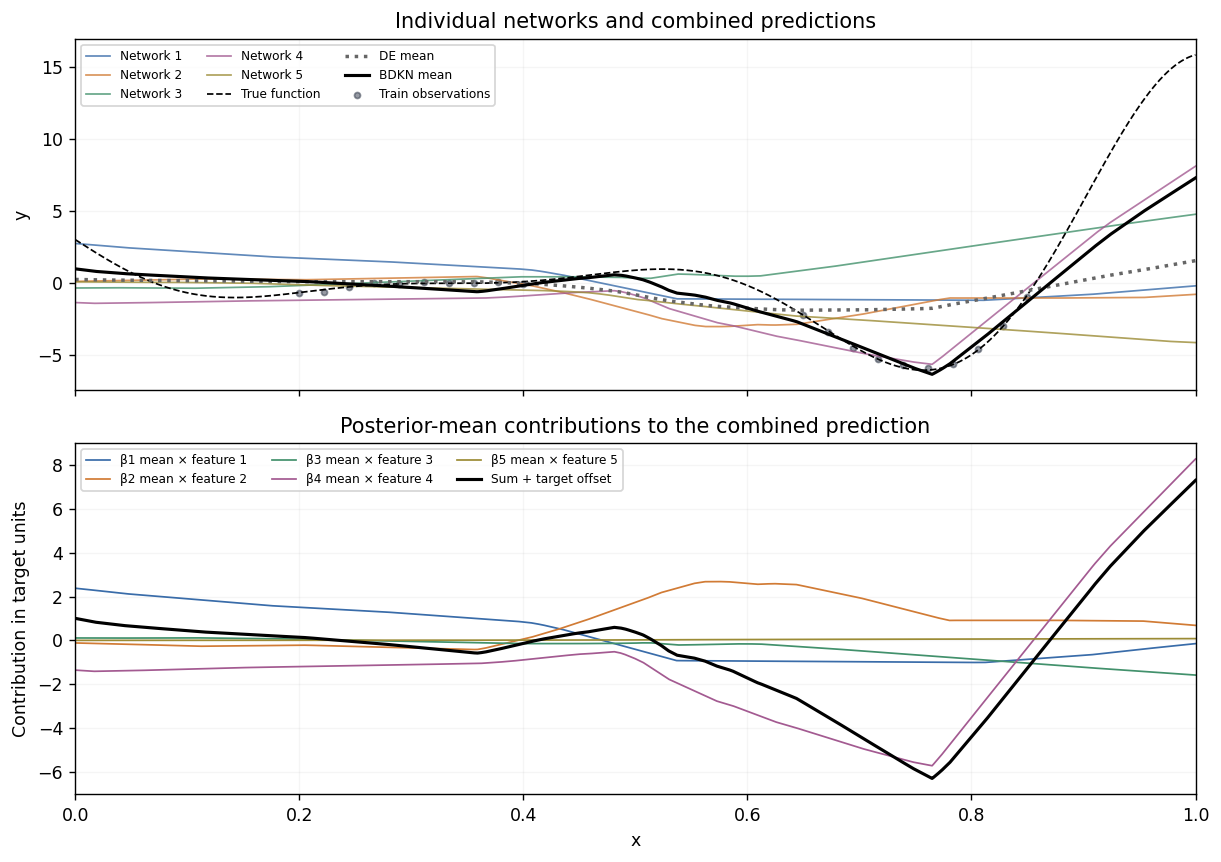 Individual networks and combined predictions
Network 1 Network 4 DE mean
Network 2 Network 5 BDKN mean
Network 3 True function Train observations
15
10
5
0
−5
y
Posterior-mean contributions to the combined prediction
β1 mean × feature 1 β3 mean × feature 3 β5 mean × feature 5
β2 mean × feature 2 β4 mean × feature 4 Sum + target offset
8
6
4
2
0
−2
−4
−6
Contribution in target units
0.0 0.2 0.4 0.6 0.8 1.0
x